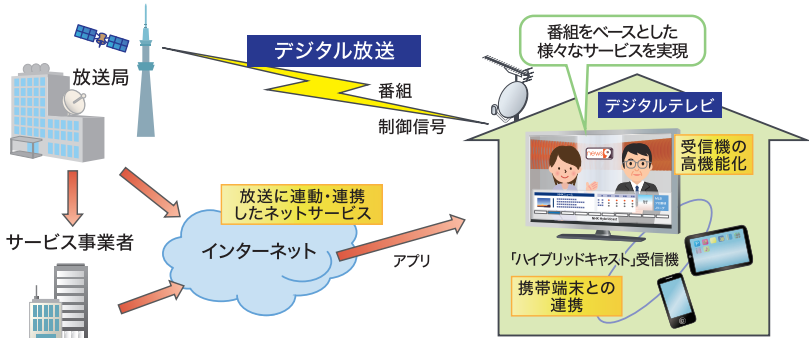 放送局
デジタル放送
番組
制御信号
番組をベースとした
様々なサービスを実現
デジタルテレビ
受信機の
高機能化
news 9
NHK Hybridcast
放送に連動・連携
したネットサービス
サービス事業者
インターネット
アプリ
「ハイブリッドキャスト」受信機
携帯端末との
連携